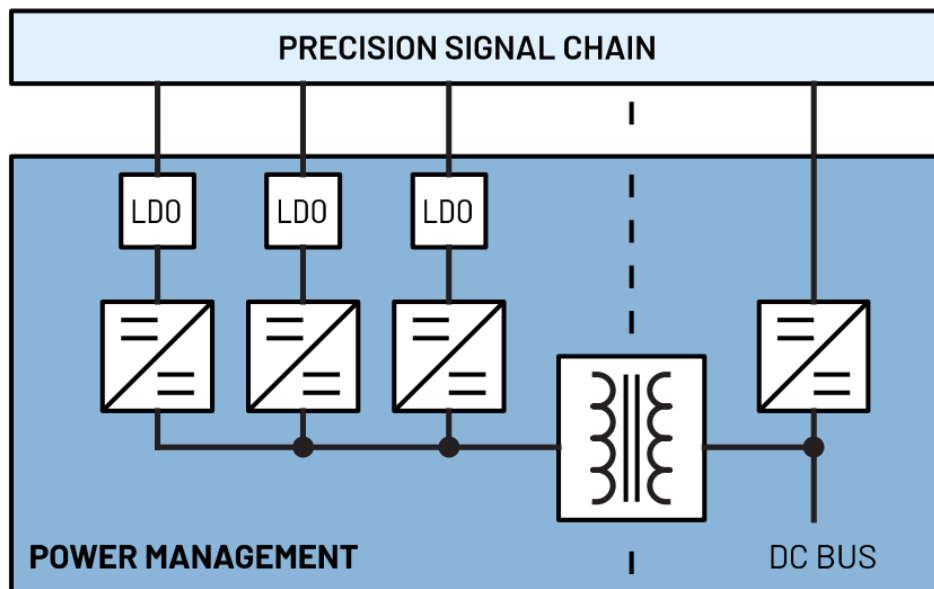 PRECISION SIGNAL CHAIN
LDO
LDO
LDO
POWER MANAGEMENT
DC BUS